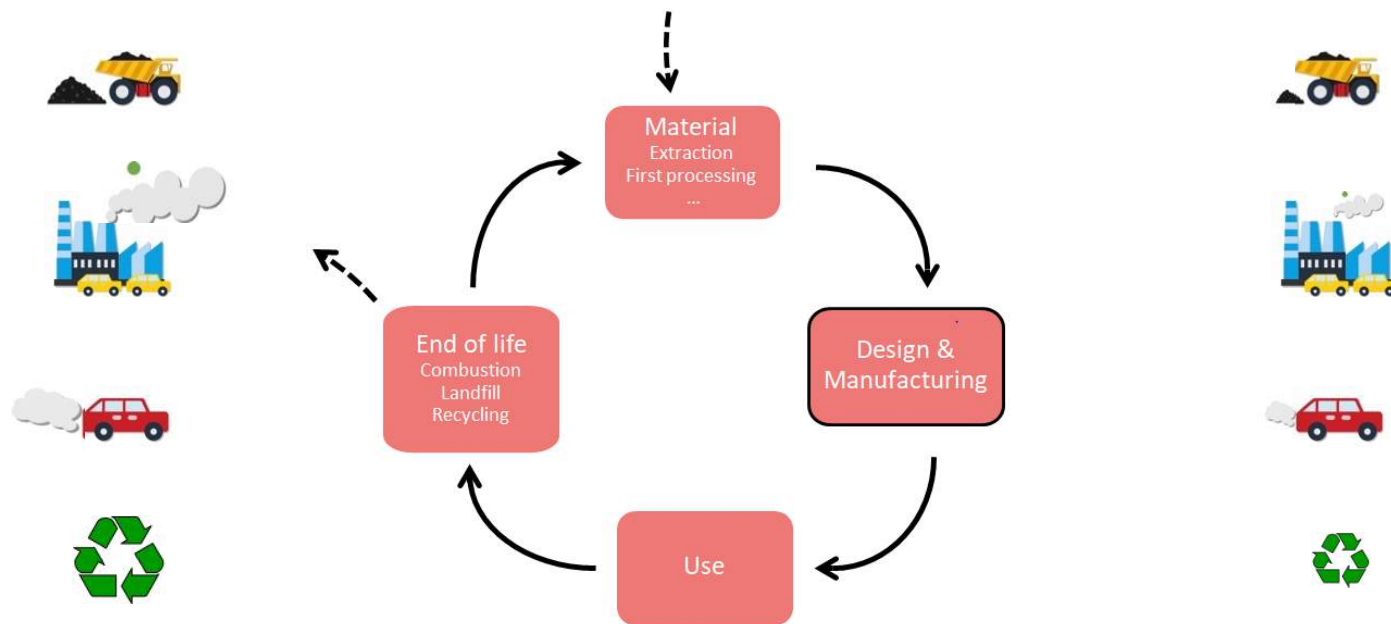 Material
Extraction
First processing
...
End of life
Combustion
Landfill
Recycling
Design &
Manufacturing
Use